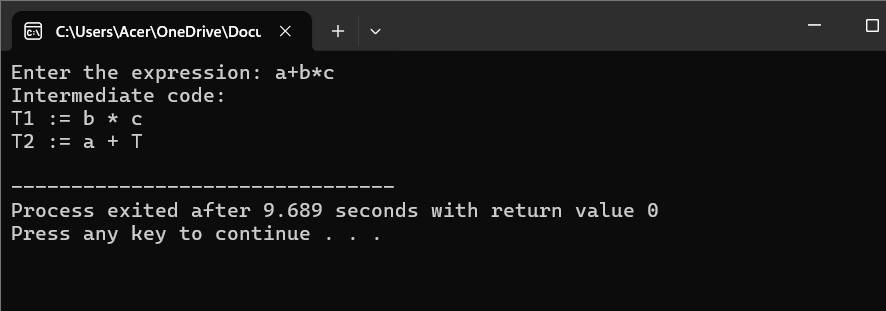 C:\Users\Acer\OneDrive\Docu
Enter the expression: a+b*c
Intermediate code:
T1 := b * c
T2 := a + T

--------------------------------
Process exited after 9.689 seconds with return value 0
Press any key to continue . . .